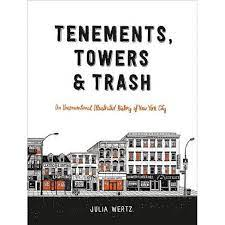 TENEMENTS,
TOWERS
& TRASH
An Unconventional Illustrated History of New York City
JULIA WERTZ